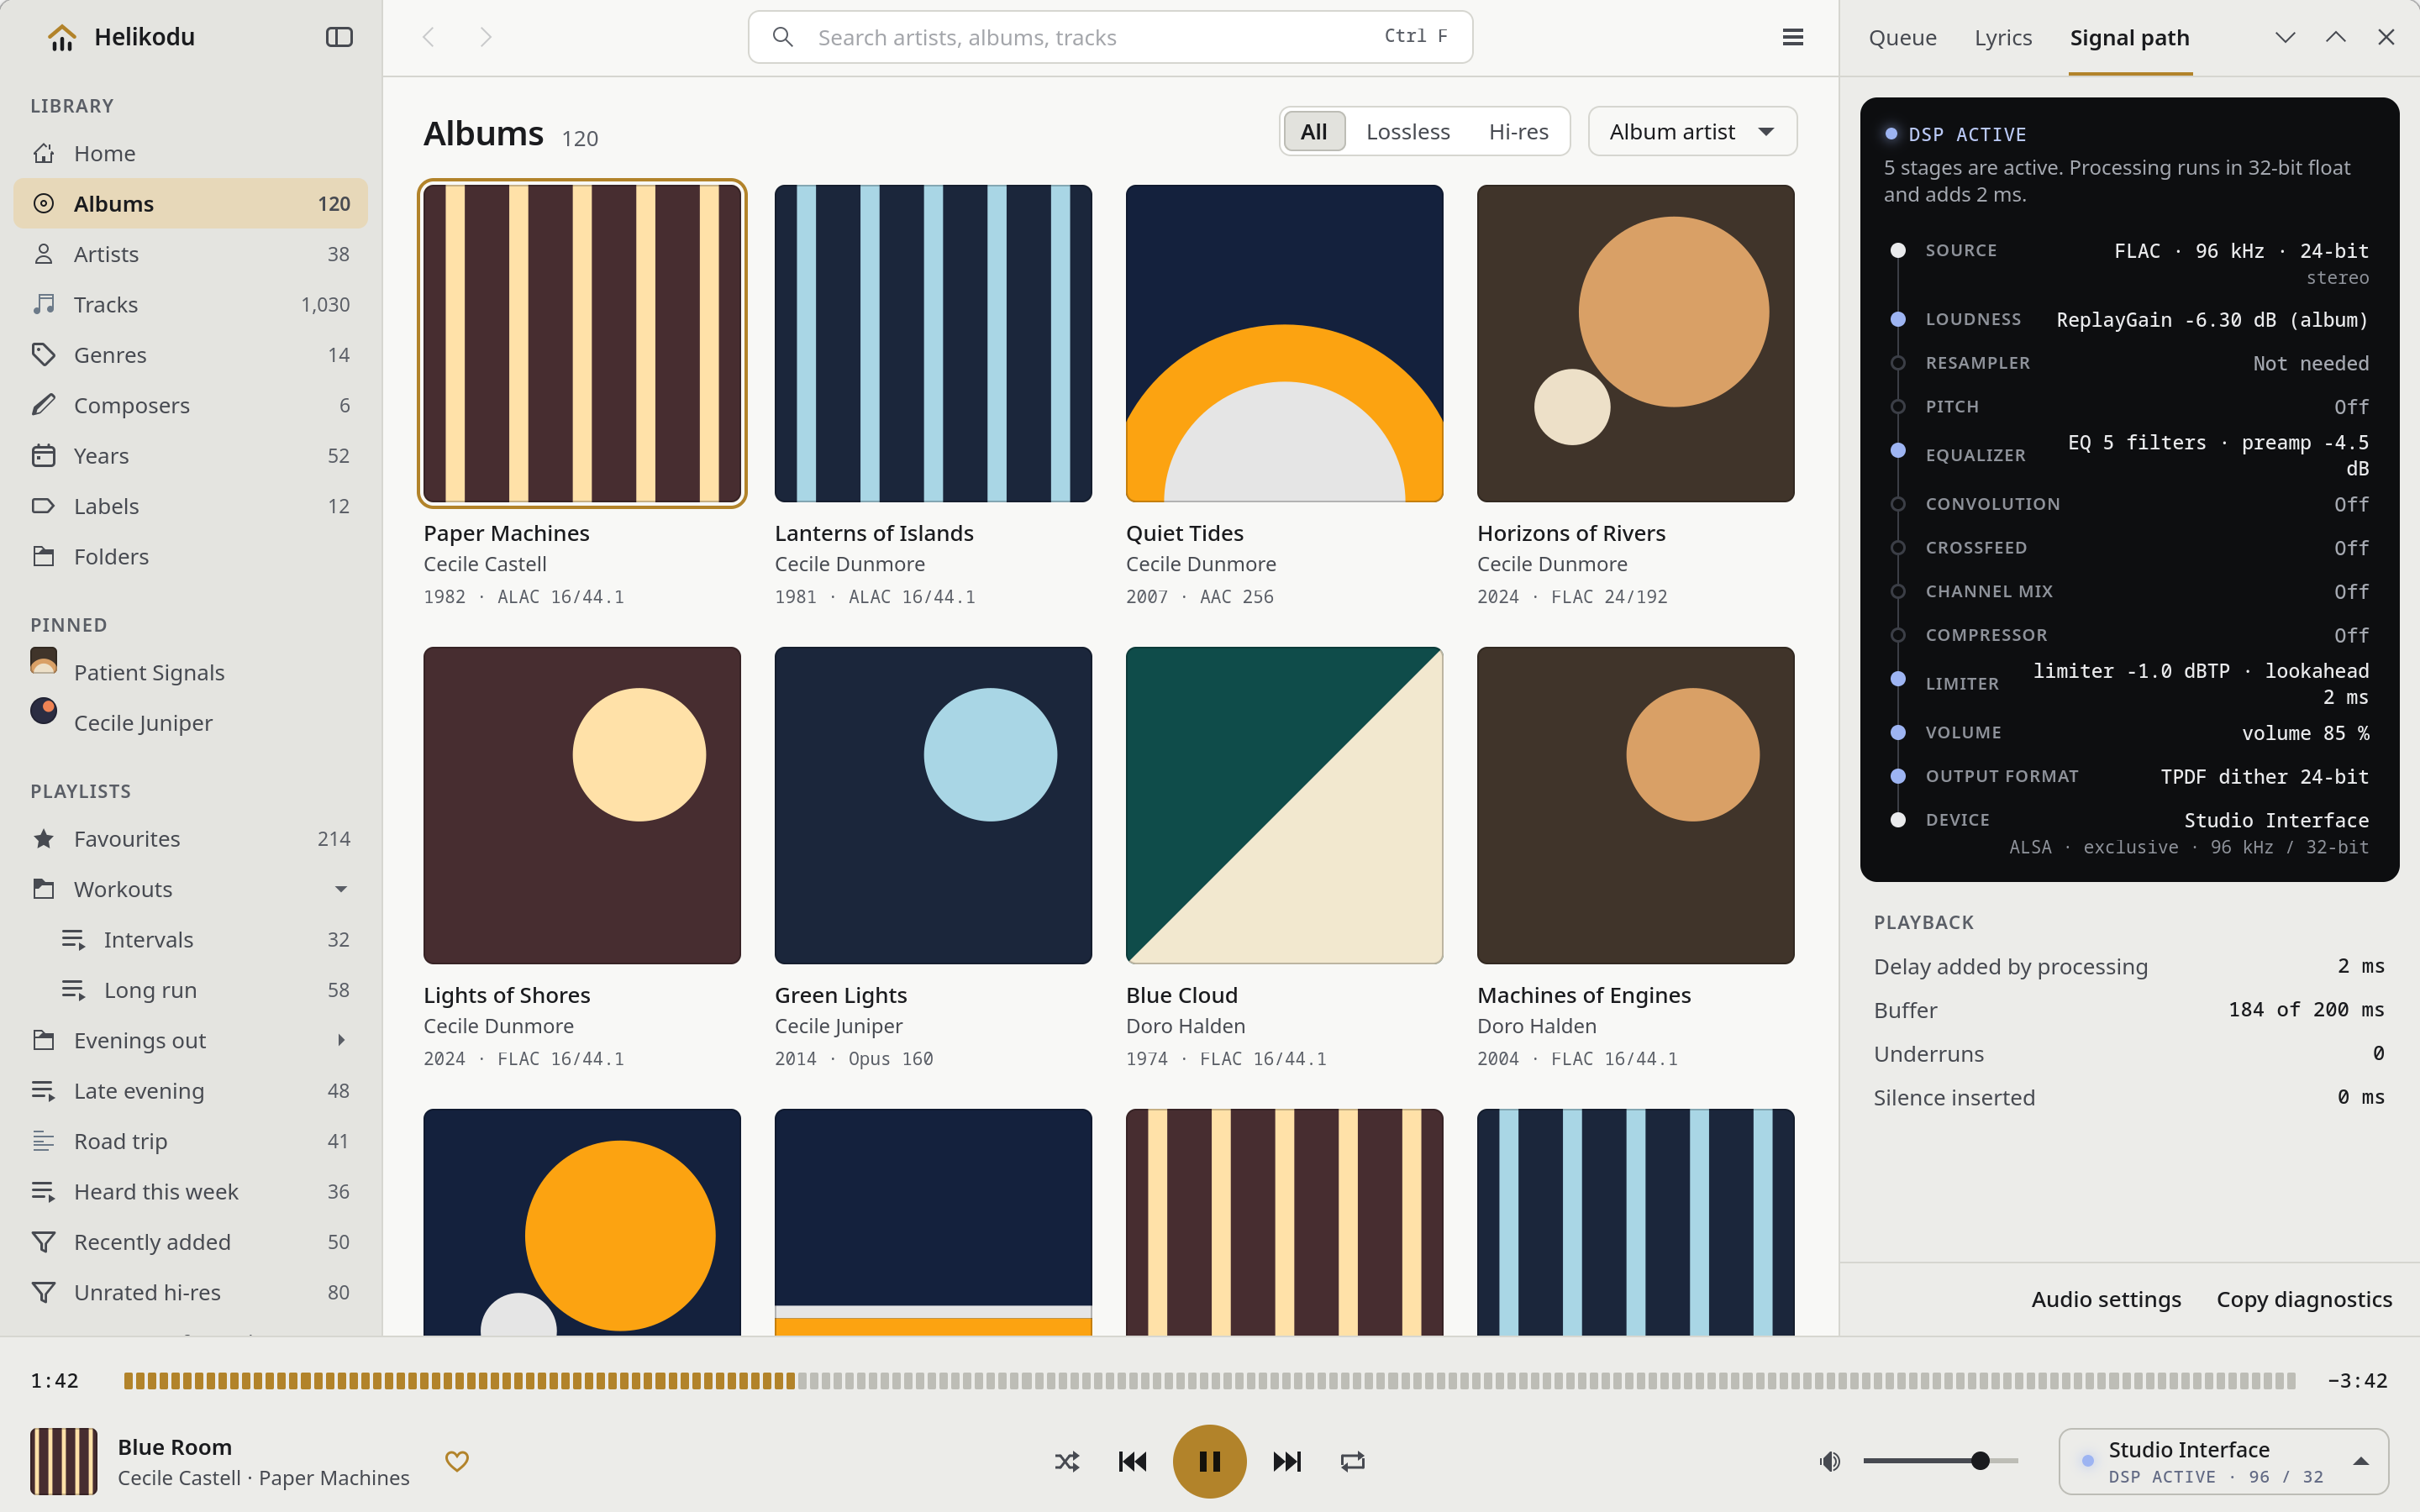 Helikodu
LIBRARY
Home
Albums 120
Artists 38
Tracks 1,030
Genres 14
Composers 6
Years 52
Labels 12
Folders
PINNED
Patient Signals
Cecile Juniper
PLAYLISTS
Favourites 214
Workouts
Intervals 32
Long run 58
Evenings out
Late evening 48
Road trip 41
Heard this week 36
Recently added 50
Unrated hi-res 80
Search artists, albums, tracks Ctrl F
Albums 120
All Lossless Hi-res Album artist
Paper Machines
Cecile Castell
1982 · ALAC 16/44.1
Lanterns of Islands
Cecile Dunmore
1981 · ALAC 16/44.1
Quiet Tides
Cecile Dunmore
2007 · AAC 256
Horizons of Rivers
Cecile Dunmore
2024 · FLAC 24/192
Lights of Shores
Cecile Dunmore
2024 · FLAC 16/44.1
Green Lights
Cecile Juniper
2014 · Opus 160
Blue Cloud
Doro Halden
1974 · FLAC 16/44.1
Machines of Engines
Doro Halden
2004 · FLAC 16/44.1
Queue Lyrics Signal path
DSP ACTIVE
5 stages are active. Processing runs in 32-bit float
and adds 2 ms.
SOURCE FLAC · 96 kHz · 24-bit
stereo
LOUDNESS ReplayGain -6.30 dB (album)
RESAMPLER Not needed
PITCH Off
EQUALIZER EQ 5 filters · preamp -4.5
dB
CONVOLUTION Off
CROSSFEED Off
CHANNEL MIX Off
COMPRESSOR Off
LIMITER limiter -1.0 dBTP · lookahead
2 ms
VOLUME volume 85 %
OUTPUT FORMAT TPDF dither 24-bit
DEVICE Studio Interface
ALSA · exclusive · 96 kHz / 32-bit
PLAYBACK
Delay added by processing 2 ms
Buffer 184 of 200 ms
Underruns 0
Silence inserted 0 ms
Audio settings Copy diagnostics
1:42 −3:42
Blue Room
Cecile Castell · Paper Machines
Studio Interface
DSP ACTIVE · 96 / 32